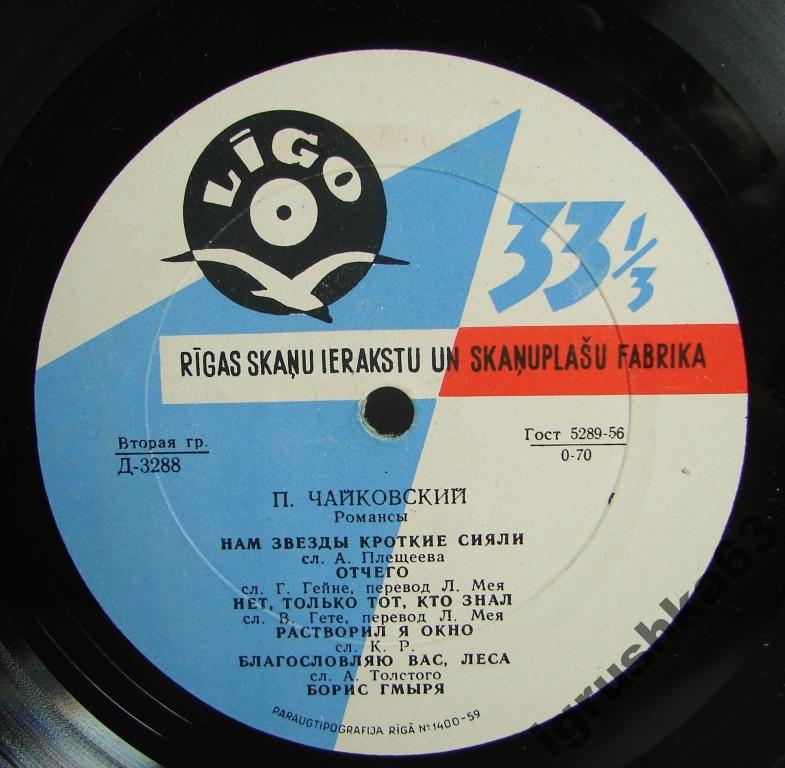 LĪGO
33 1/3
RĪGAS SKAŅU IERAKSTU UN SKAŅUPLAŠU FABRIKA
Вторая гр.
Д-3288
Гост 5289-56
0-70
П. ЧАЙКОВСКИЙ
Романсы
НАМ ЗВЕЗДЫ КРОТКИЕ СИЯЛИ
сл. А. Плещеева
ОТЧЕГО
сл. Г. Гейне, перевод Л. Мея
НЕТ, ТОЛЬКО ТОТ, КТО ЗНАЛ
сл. В. Гете, перевод Л. Мея
РАСТВОРИЛ Я ОКНО
сл. К. Р.
БЛАГОСЛОВЛЯЮ ВАС, ЛЕСА
сл. А. Толстого
БОРИС ГМЫРЯ
PARAUGTIPOGRAFIJA RĪGĀ № 1400-59
igrushka63